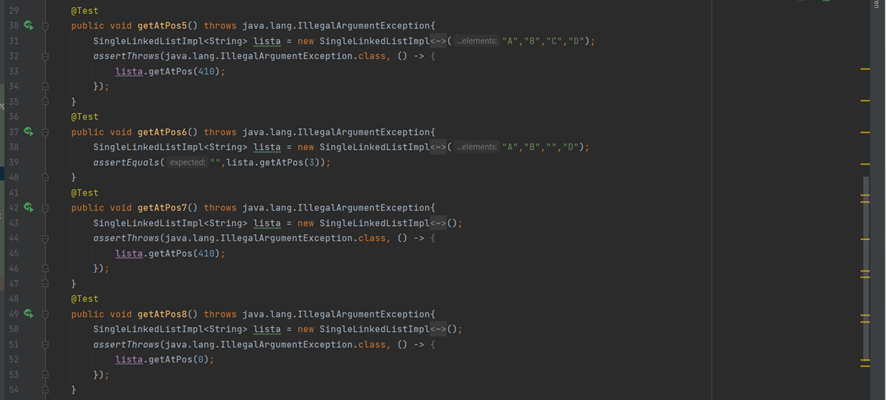 29 @Test
30 public void getAtPos5() throws java.lang.IllegalArgumentException{
31 SingleLinkedListImpl<String> lista = new SingleLinkedListImpl<~>( ...elements: "A","B","C","D");
32 assertThrows(java.lang.IllegalArgumentException.class, () -> {
33 lista.getAtPos(410);
34 });
35 }
36 @Test
37 public void getAtPos6() throws java.lang.IllegalArgumentException{
38 SingleLinkedListImpl<String> lista = new SingleLinkedListImpl<~>( ...elements: "A","B","","D");
39 assertEquals( expected: "",lista.getAtPos(3));
40 }
41 @Test
42 public void getAtPos7() throws java.lang.IllegalArgumentException{
43 SingleLinkedListImpl<String> lista = new SingleLinkedListImpl<~>();
44 assertThrows(java.lang.IllegalArgumentException.class, () -> {
45 lista.getAtPos(410);
46 });
47 }
48 @Test
49 public void getAtPos8() throws java.lang.IllegalArgumentException{
50 SingleLinkedListImpl<String> lista = new SingleLinkedListImpl<~>();
51 assertThrows(java.lang.IllegalArgumentException.class, () -> {
52 lista.getAtPos(0);
53 });
54 }